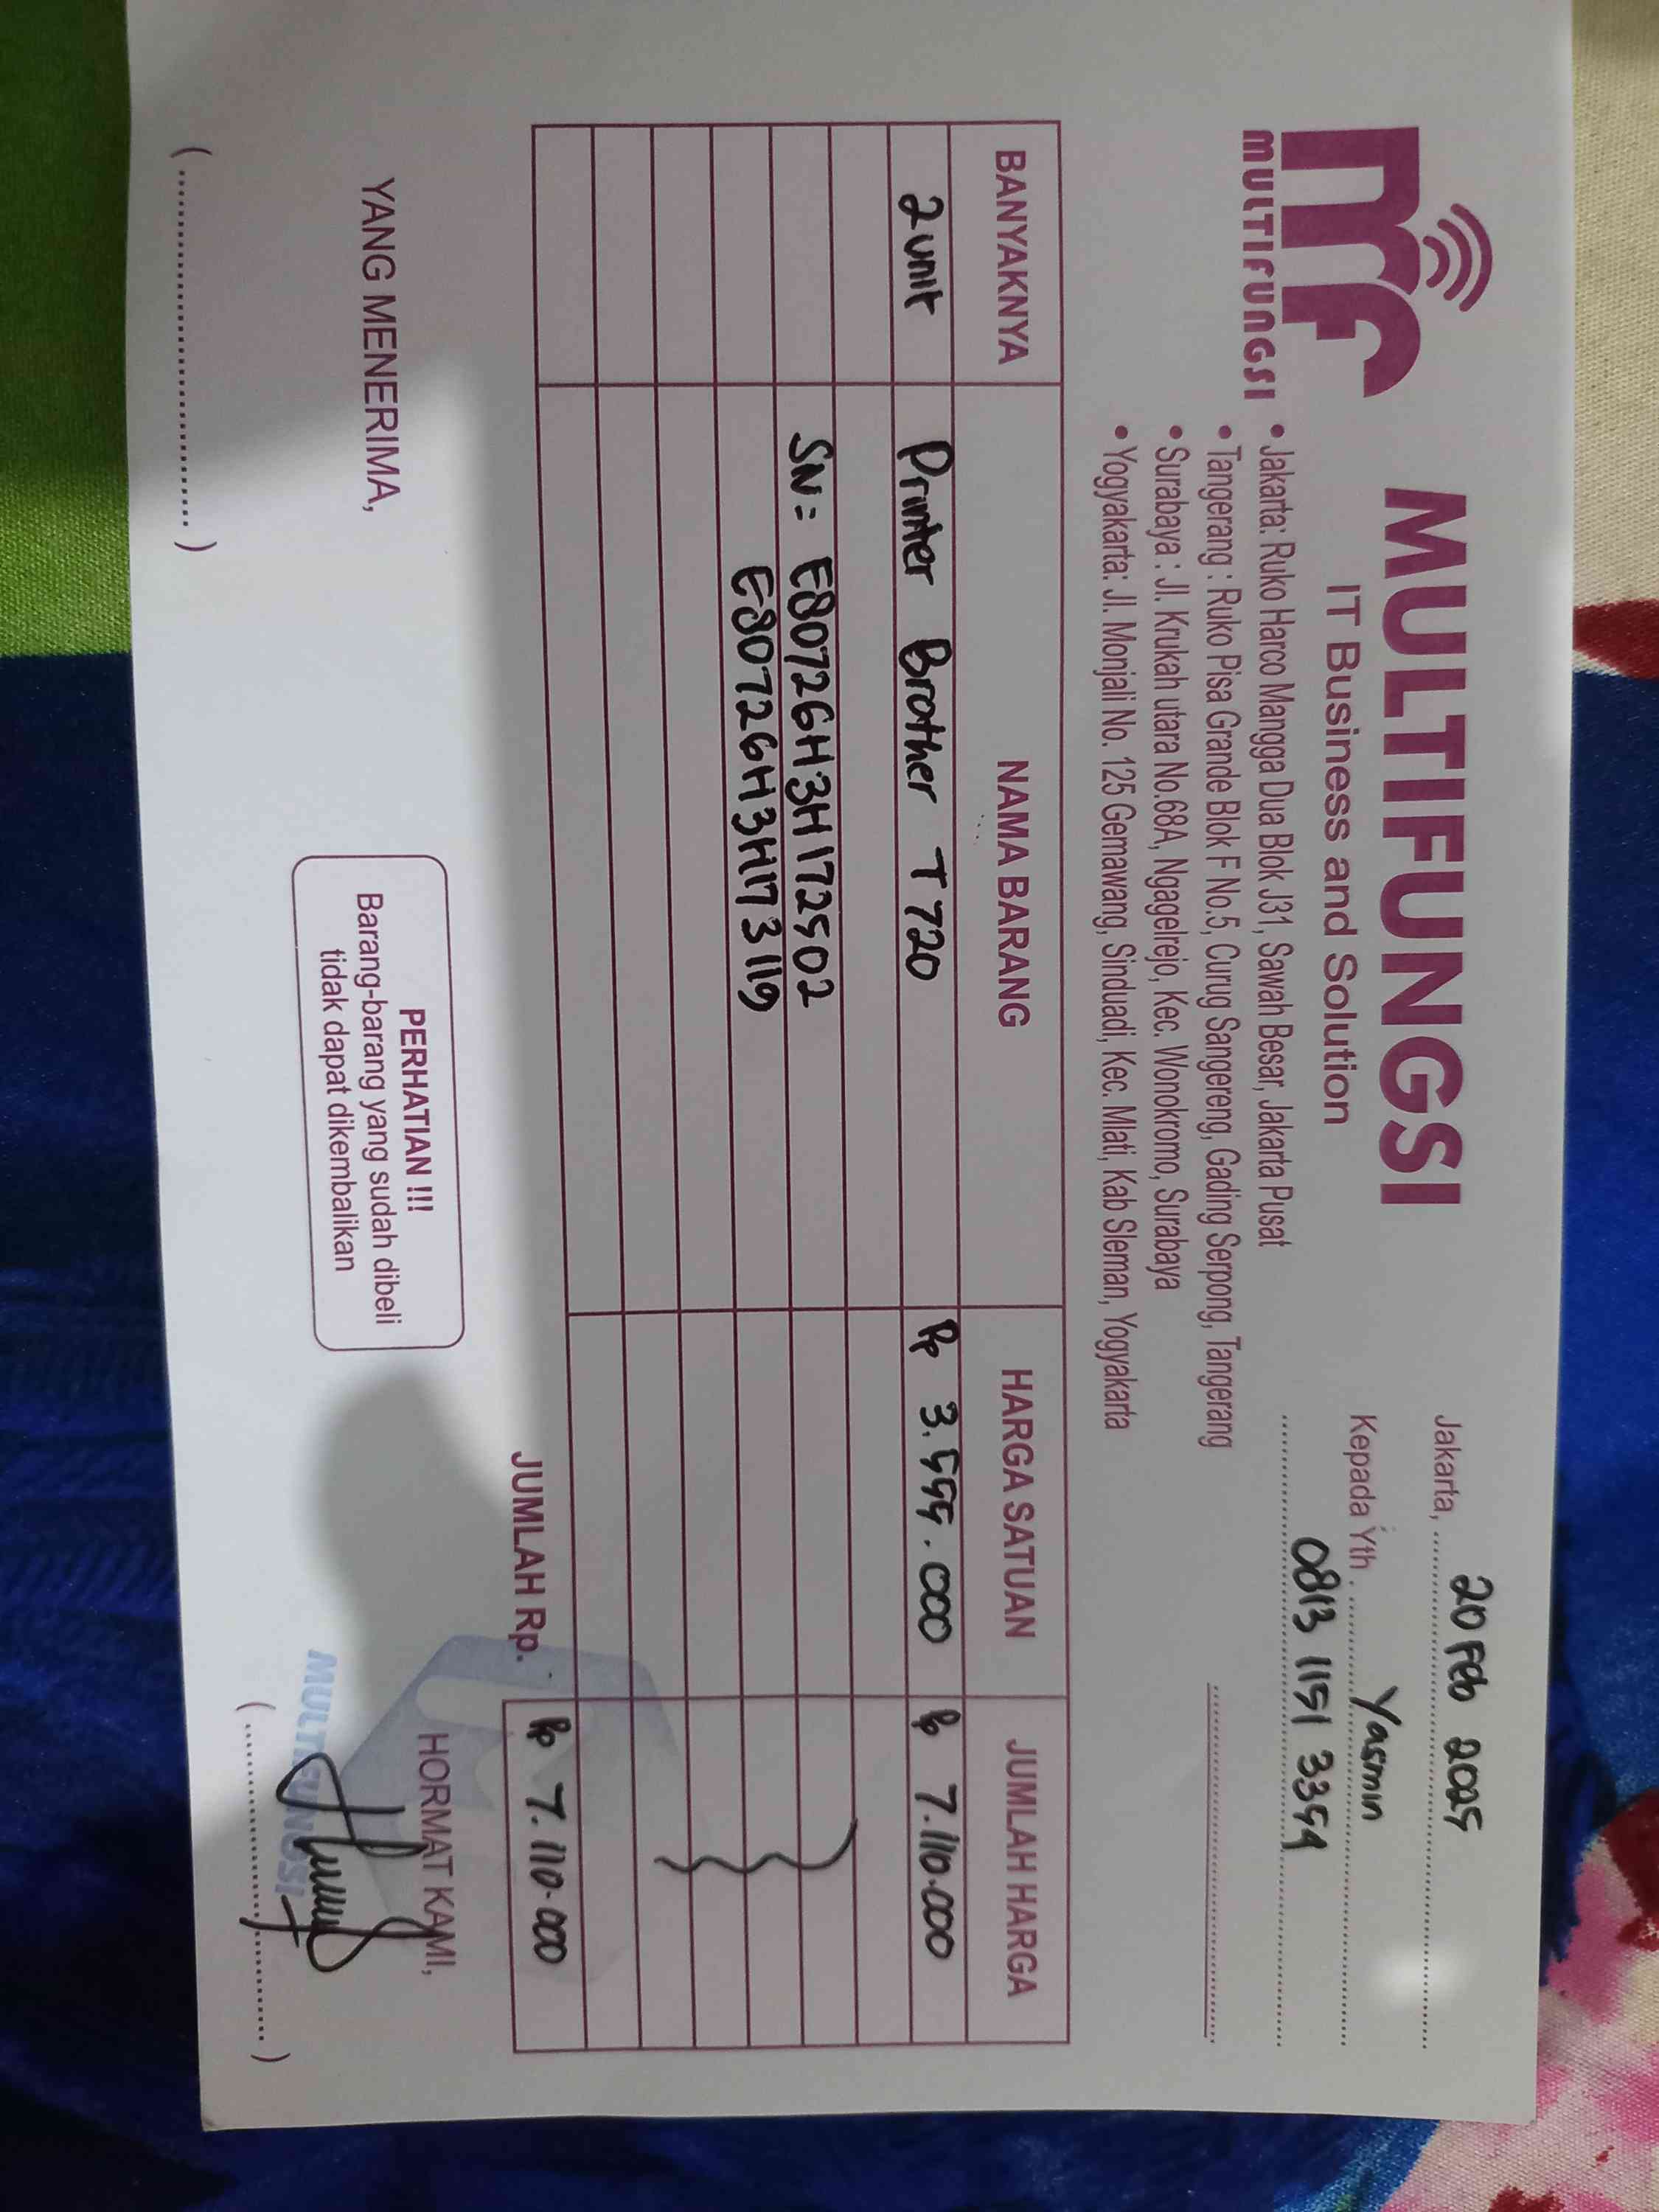 MULTIFUNGSI
MULTIFUNGSI
IT Business and Solution
• Jakarta: Ruko Harco Mangga Dua Blok J31, Sawah Besar, Jakarta Pusat
• Tangerang : Ruko Pisa Grande Blok F No.5, Curug Sangereng, Gading Serpong, Tangerang
• Surabaya : Jl. Krukah utara No.68A, Ngagelrejo, Kec. Wonokromo, Surabaya
• Yogyakarta: Jl. Monjali No. 125 Gemawang, Sinduadi, Kec. Mlati, Kab Sleman, Yogyakarta
Jakarta, 20 Feb 2025
Kepada Yth. Yasmin
0813 1151 3354
BANYAKNYA NAMA BARANG HARGA SATUAN JUMLAH HARGA
2 unit Printer Brother T720 Rp 3.555.000 Rp 7.110.000
SN = E80726H3H172502
E80726H3H173119
JUMLAH Rp. Rp 7.110.000
YANG MENERIMA,
PERHATIAN !!!
Barang-barang yang sudah dibeli
tidak dapat dikembalikan
HORMAT KAMI,
MULTIFUNGSI